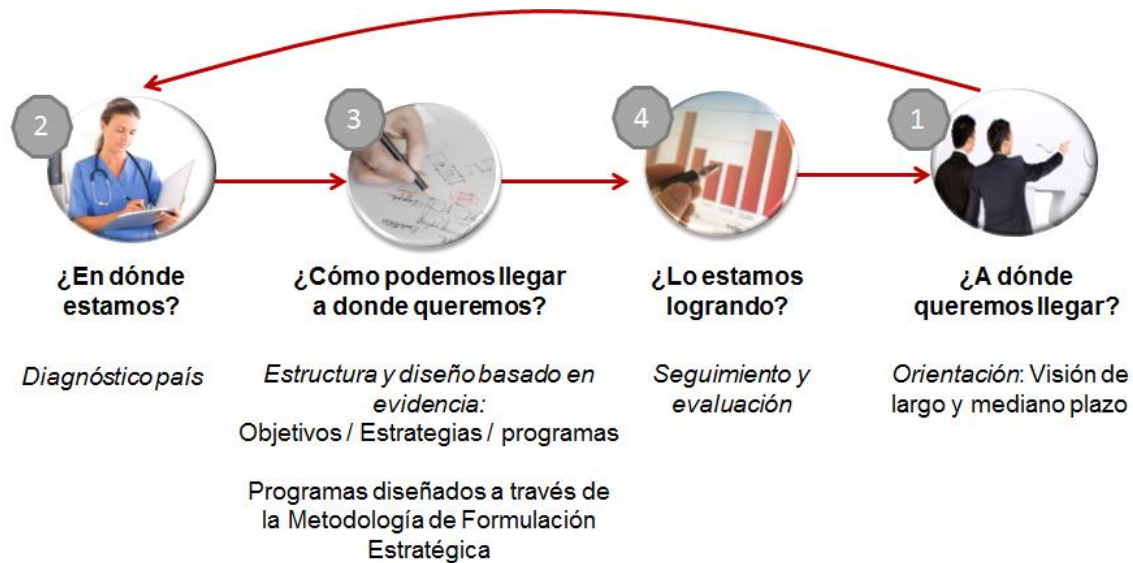 2
3
4
1
¿En dónde
estamos?
¿Cómo podemos llegar
a donde queremos?
¿Lo estamos
logrando?
¿A dónde
queremos llegar?
Diagnóstico país
Estructura y diseño basado en
evidencia:
Objetivos / Estrategias / programas
Programas diseñados a través de
la Metodología de Formulación
Estratégica
Seguimiento y
evaluación
Orientación: Visión de
largo y mediano plazo